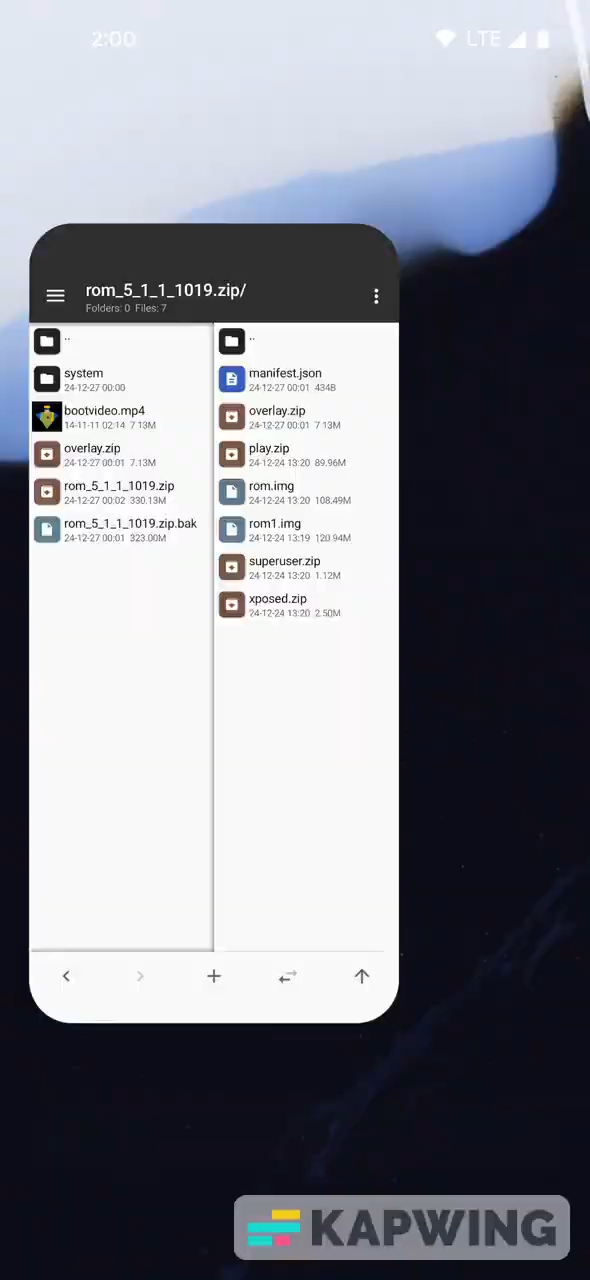 2:00
LTE
rom_5_1_1_1019.zip/
Folders: 0 Files: 7
..
system
24-12-27 00:00
bootvideo.mp4
14-11-11 02:14 7.13M
overlay.zip
24-12-27 00:01 7.13M
rom_5_1_1_1019.zip
24-12-27 00:02 330.13M
rom_5_1_1_1019.zip.bak
24-12-27 00:01 323.00M
..
manifest.json
24-12-27 00:01 434B
overlay.zip
24-12-27 00:01 7.13M
play.zip
24-12-24 13:20 89.96M
rom.img
24-12-24 13:20 108.49M
rom1.img
24-12-24 13:19 120.94M
superuser.zip
24-12-24 13:20 1.12M
xposed.zip
24-12-24 13:20 2.50M
KAPWING